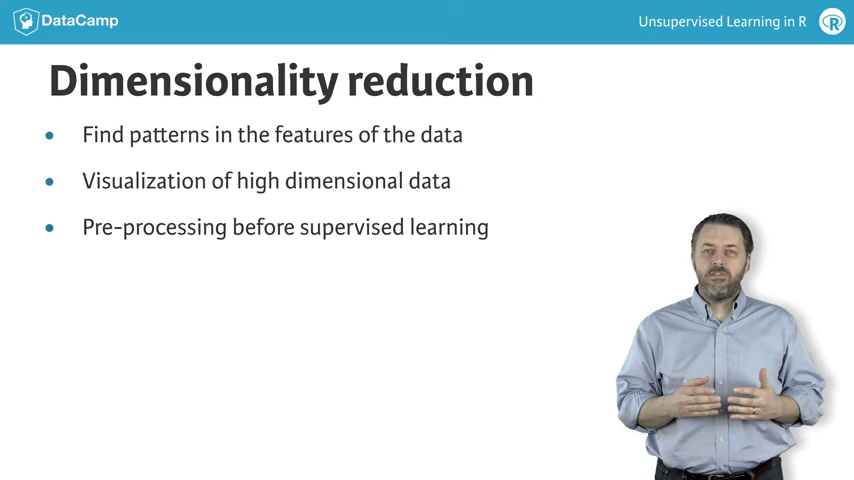 DataCamp
Unsupervised Learning in R
R
Dimensionality reduction
Find patterns in the features of the data
Visualization of high dimensional data
Pre-processing before supervised learning